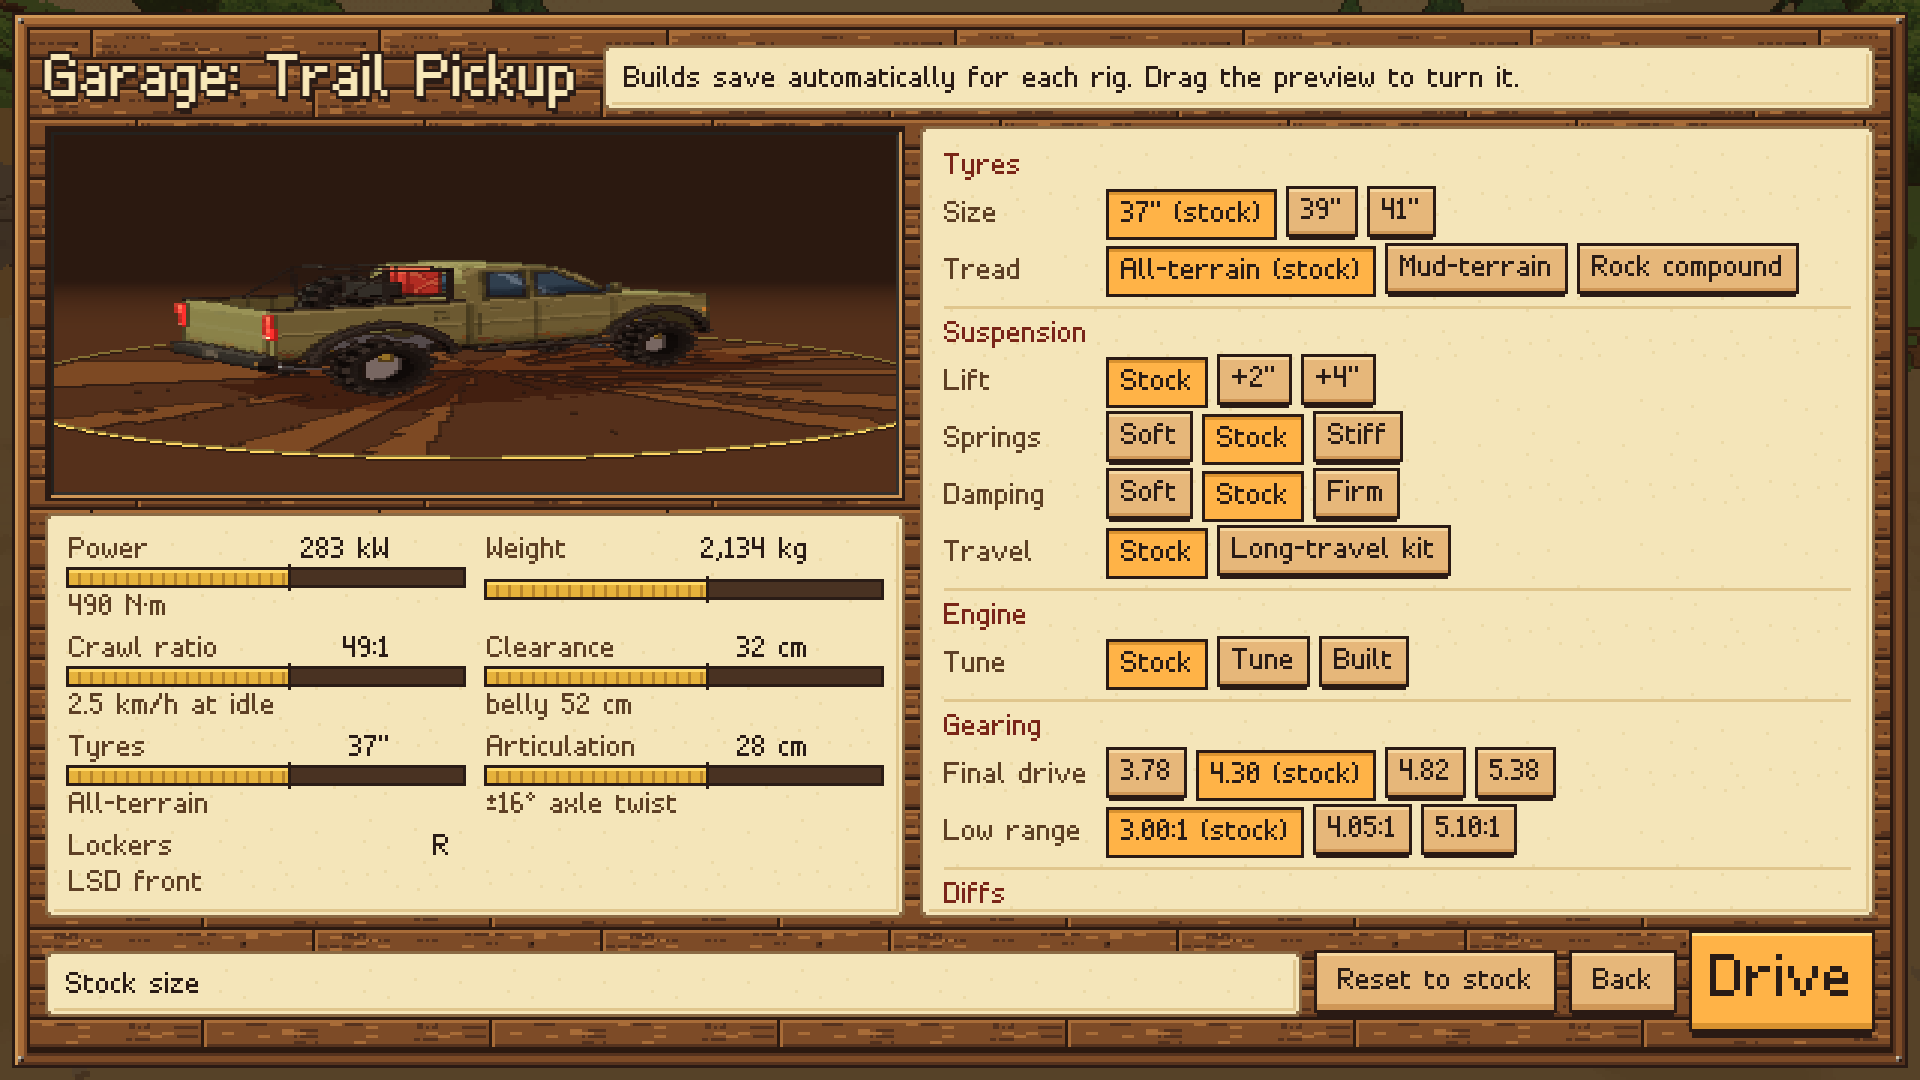 Garage: Trail Pickup
Builds save automatically for each rig. Drag the preview to turn it.
Power 283 kW
490 N·m
Weight 2,134 kg
Crawl ratio 49:1
2.5 km/h at idle
Clearance 32 cm
belly 52 cm
Tyres 37"
All-terrain
Articulation 28 cm
±16° axle twist
Lockers R
LSD front
Tyres
Size 37" (stock) 39" 41"
Tread All-terrain (stock) Mud-terrain Rock compound
Suspension
Lift Stock +2" +4"
Springs Soft Stock Stiff
Damping Soft Stock Firm
Travel Stock Long-travel kit
Engine
Tune Stock Tune Built
Gearing
Final drive 3.78 4.30 (stock) 4.82 5.38
Low range 3.00:1 (stock) 4.05:1 5.10:1
Diffs
Stock size
Reset to stock Back Drive